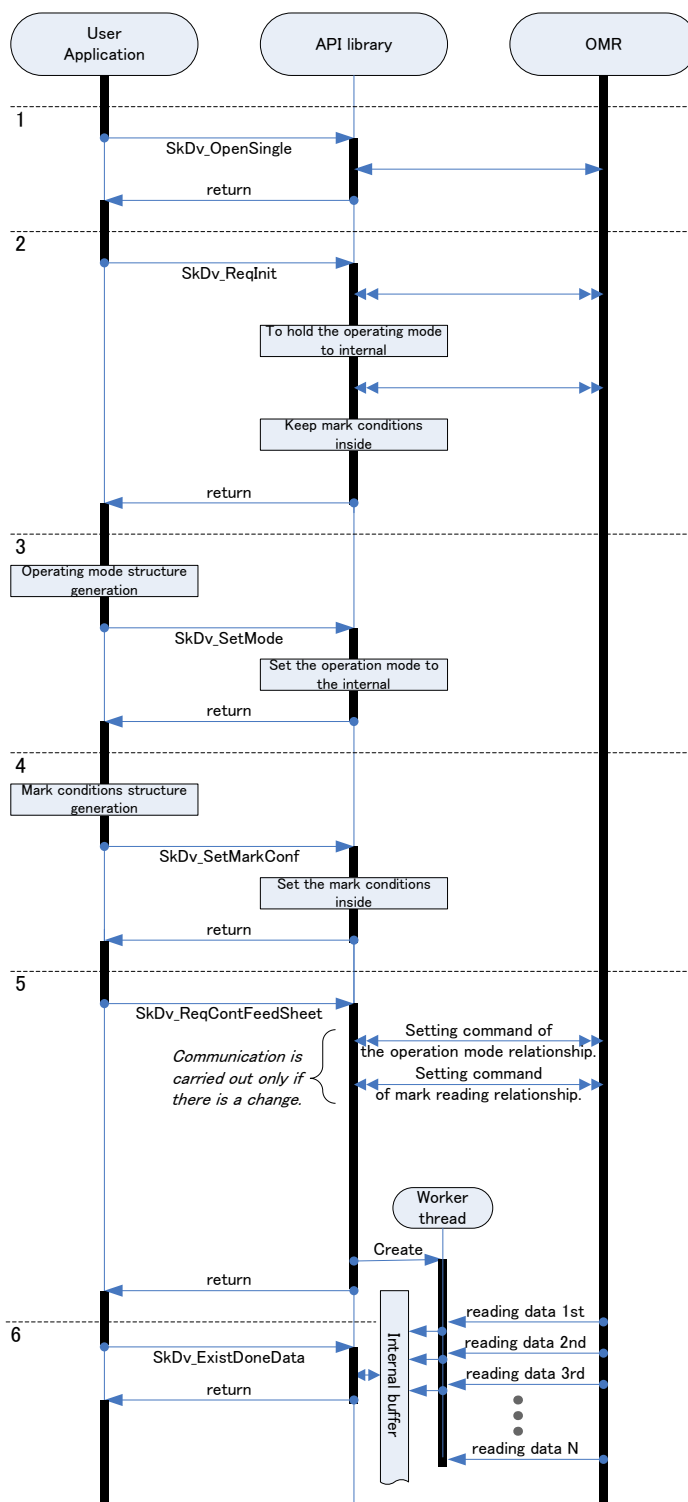 User
Application
API library
OMR
1
SkDv_OpenSingle
return
2
SkDv_ReqInit
To hold the operating mode
to internal
Keep mark conditions
inside
return
3
Operating mode structure
generation
SkDv_SetMode
Set the operation mode to
the internal
return
4
Mark conditions structure
generation
SkDv_SetMarkConf
Set the mark conditions
inside
return
5
SkDv_ReqContFeedSheet
Communication is
carried out only if
there is a change.
Setting command of
the operation mode relationship.
Setting command
of mark reading relationship.
Worker
thread
Create
return
6
SkDv_ExistDoneData
return
Internal buffer
reading data 1st
reading data 2nd
reading data 3rd
reading data N